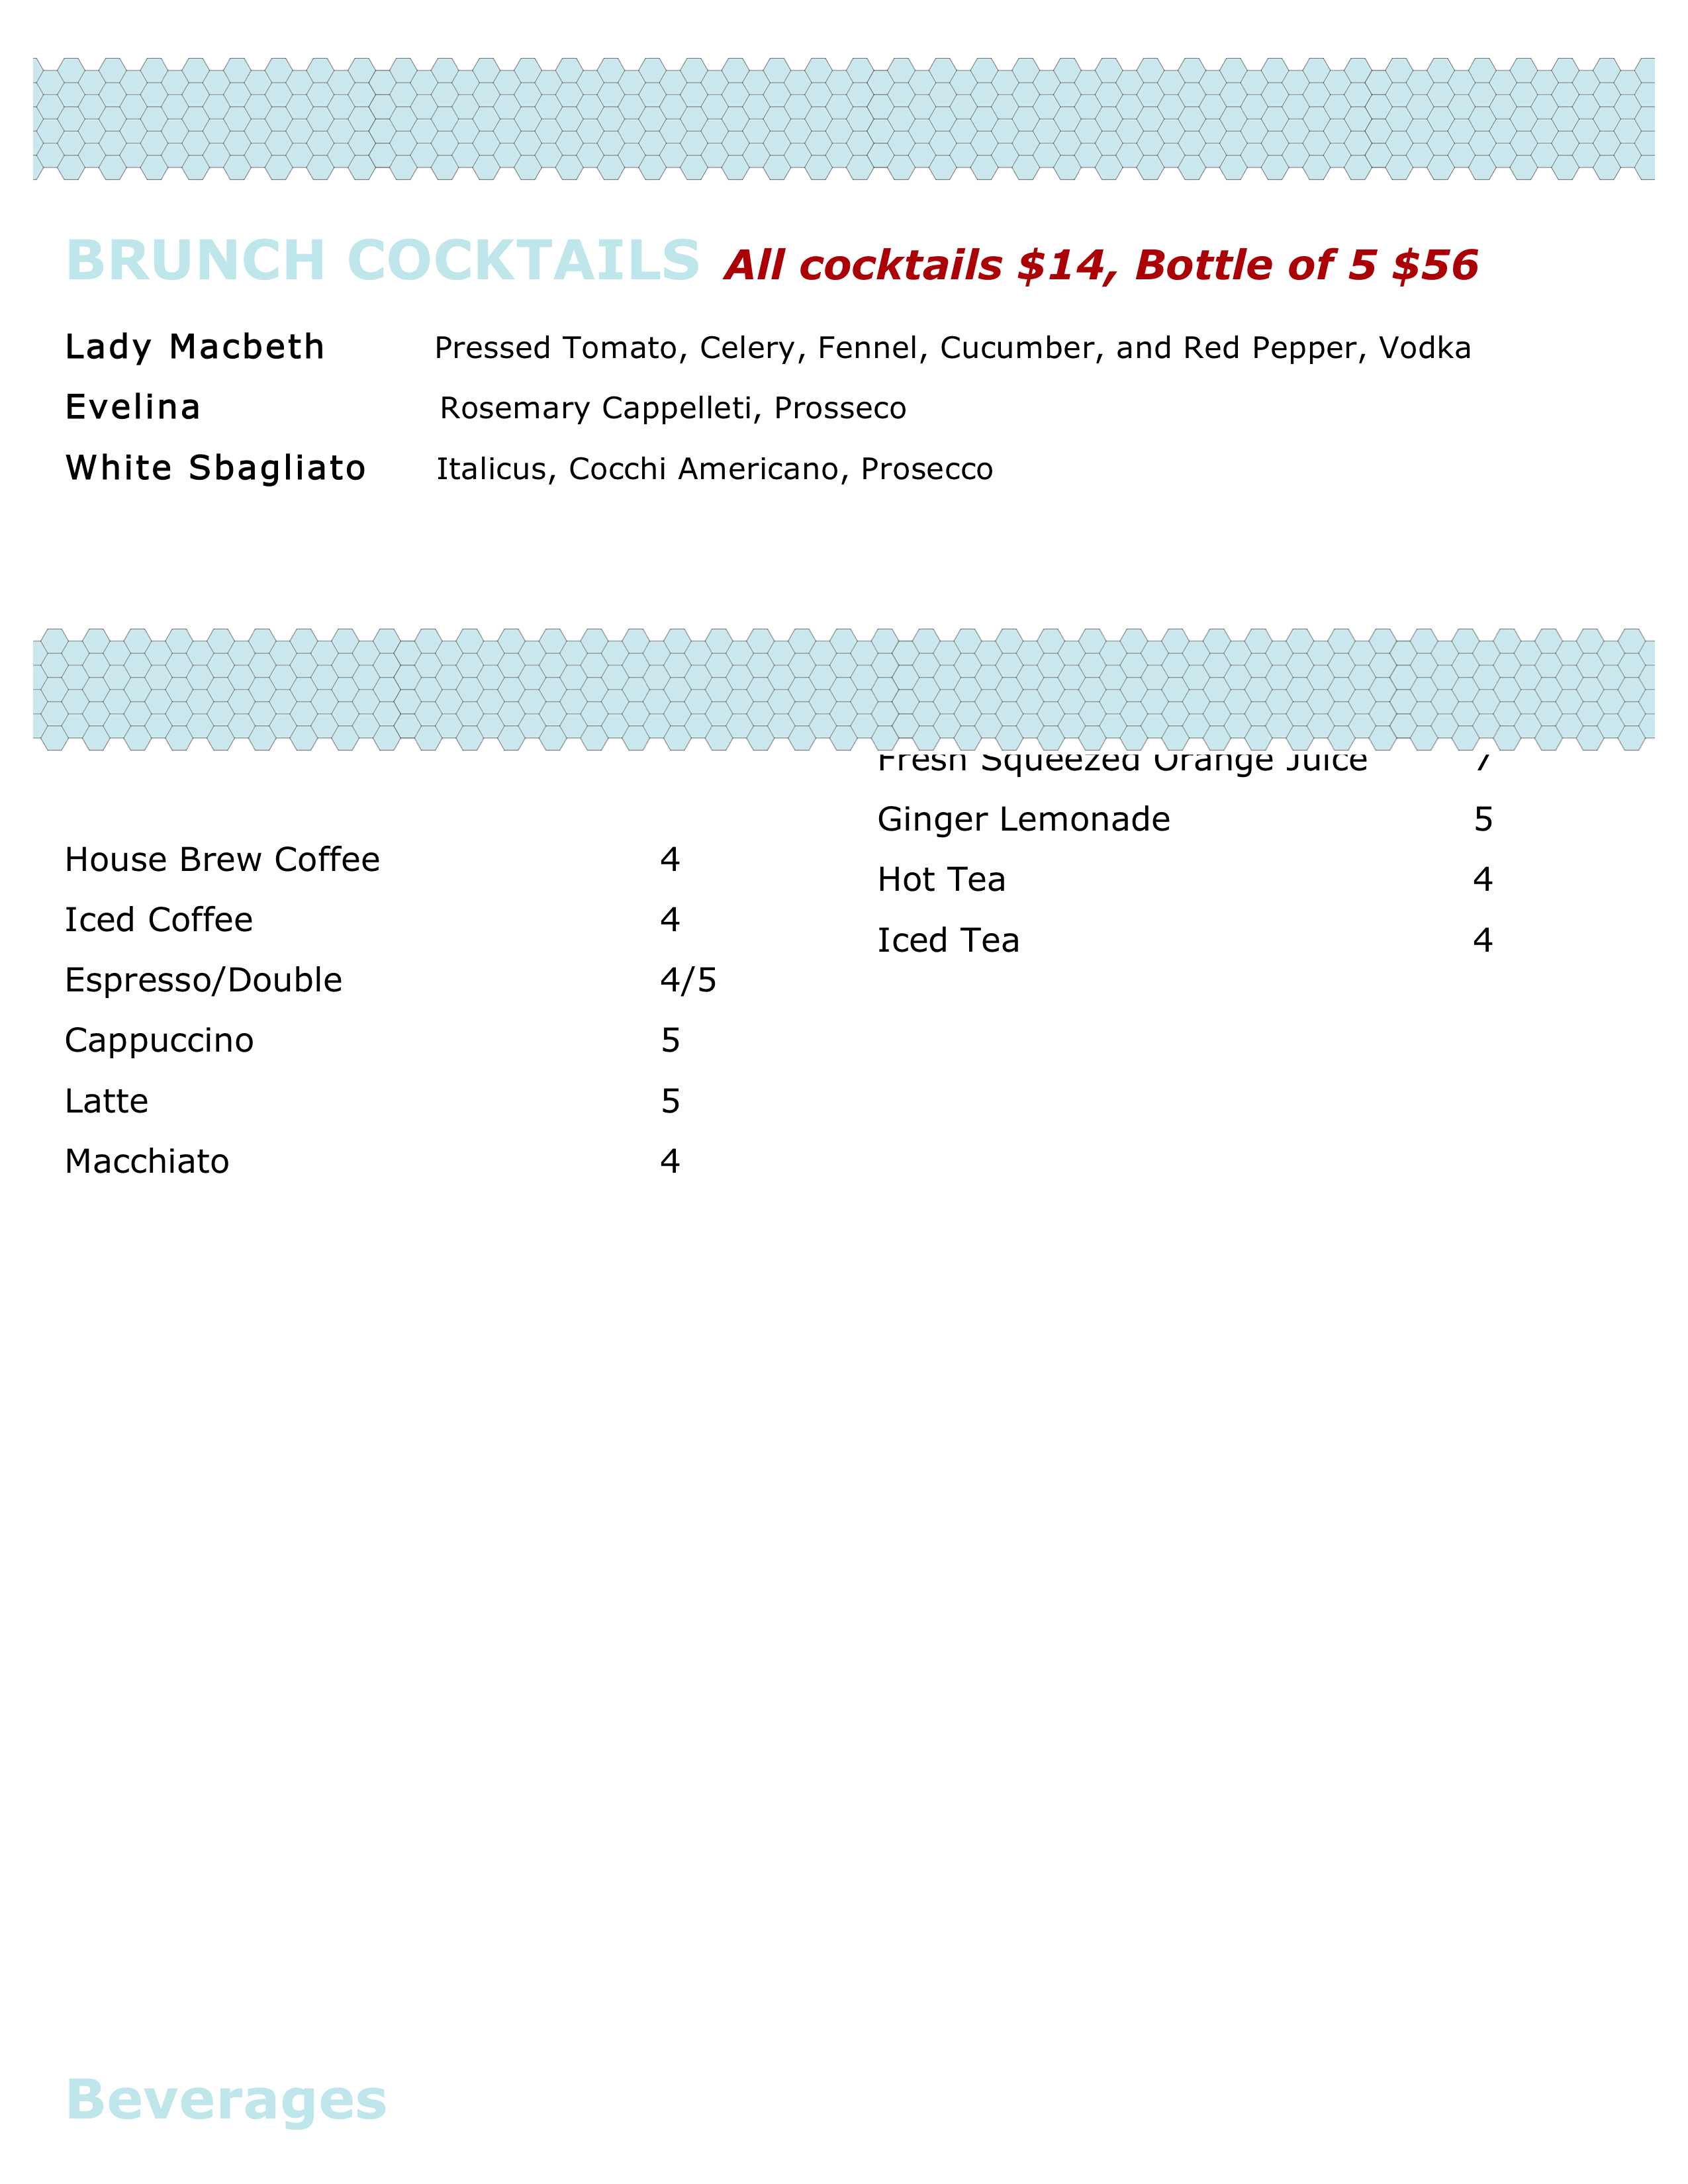 BRUNCH COCKTAILS All cocktails $14, Bottle of 5 $56
Lady Macbeth Pressed Tomato, Celery, Fennel, Cucumber, and Red Pepper, Vodka
Evelina Rosemary Cappelleti, Prosseco
White Sbagliato Italicus, Cocchi Americano, Prosecco
House Brew Coffee 4
Iced Coffee 4
Espresso/Double 4/5
Cappuccino 5
Latte 5
Macchiato 4
Fresh Squeezed Orange Juice 7
Ginger Lemonade 5
Hot Tea 4
Iced Tea 4
Beverages